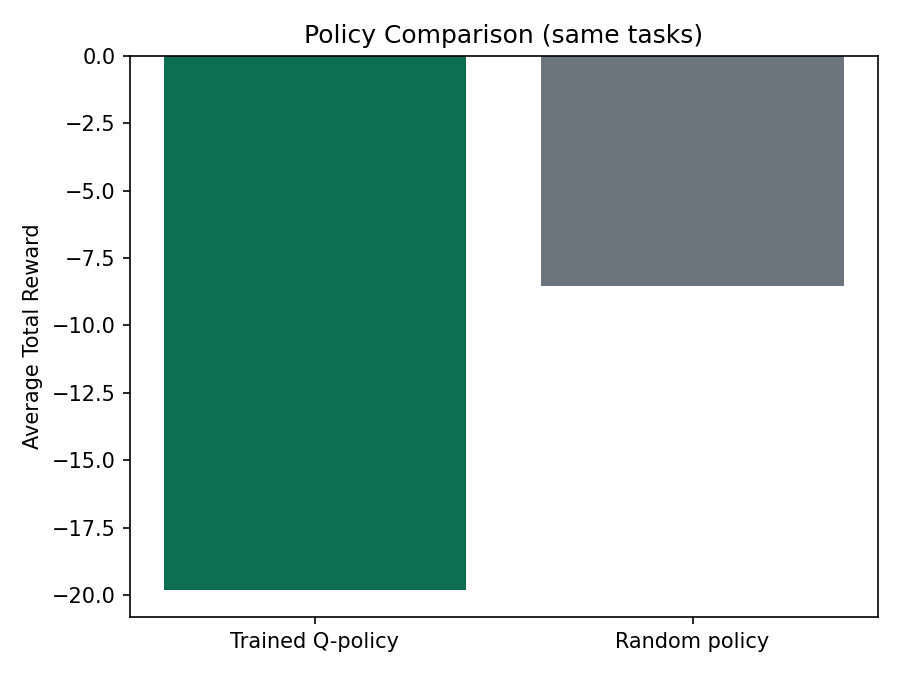 Policy Comparison (same tasks)
Average Total Reward
0.0
−2.5
−5.0
−7.5
−10.0
−12.5
−15.0
−17.5
−20.0
Trained Q-policy
Random policy